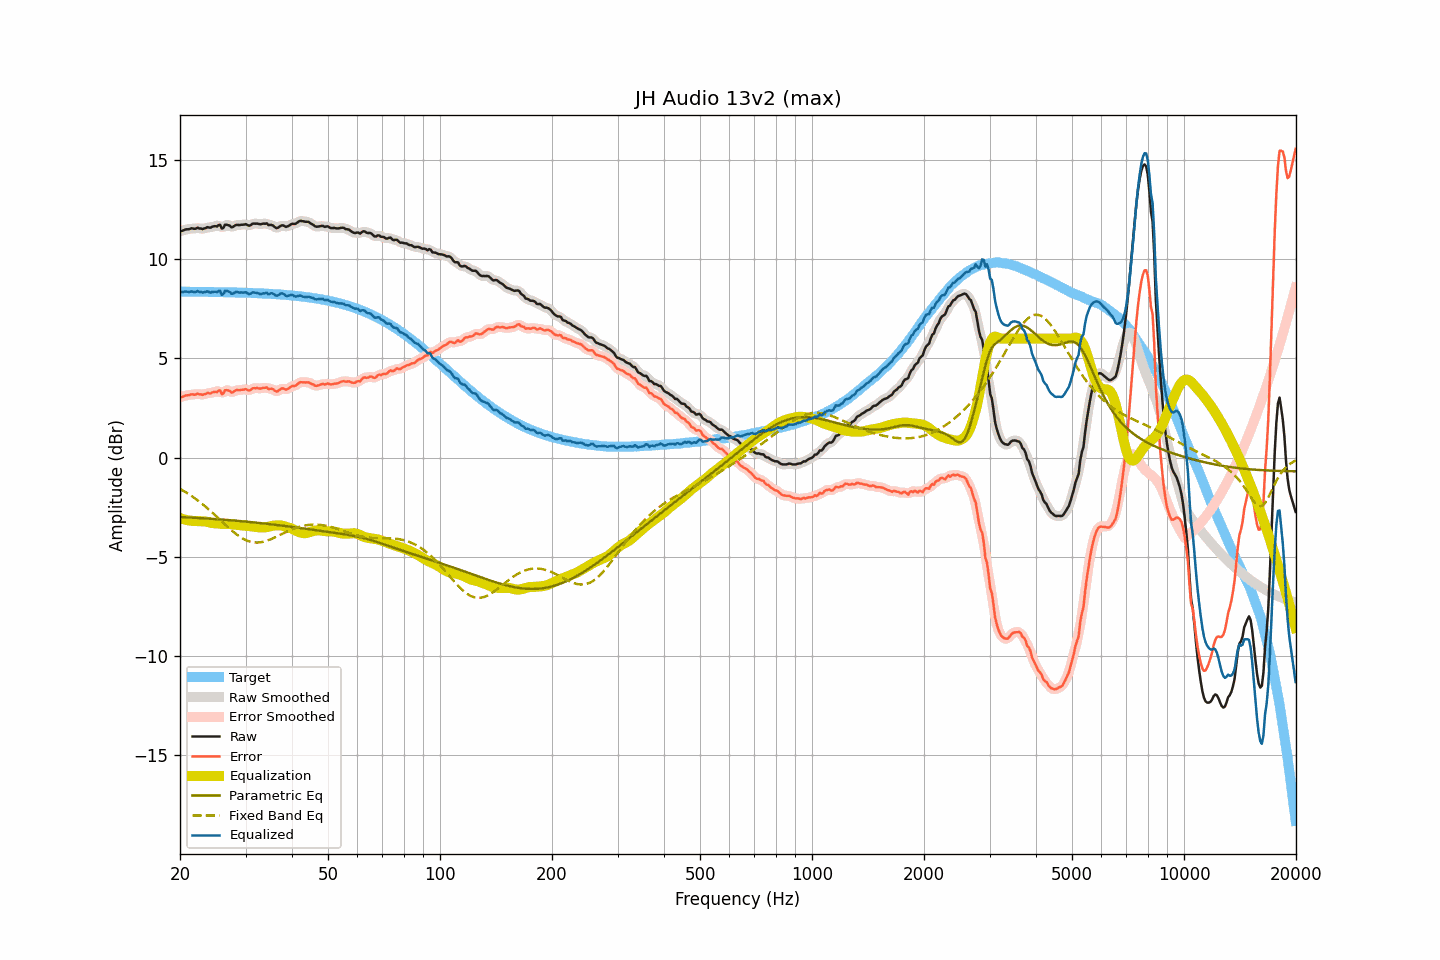 JH Audio 13v2 (max)
15
10
5
0
−5
−10
−15
Amplitude (dBr)
Target
Raw Smoothed
Error Smoothed
Raw
Error
Equalization
Parametric Eq
Fixed Band Eq
Equalized
20 50 100 200 500 1000 2000 5000 10000 20000
Frequency (Hz)